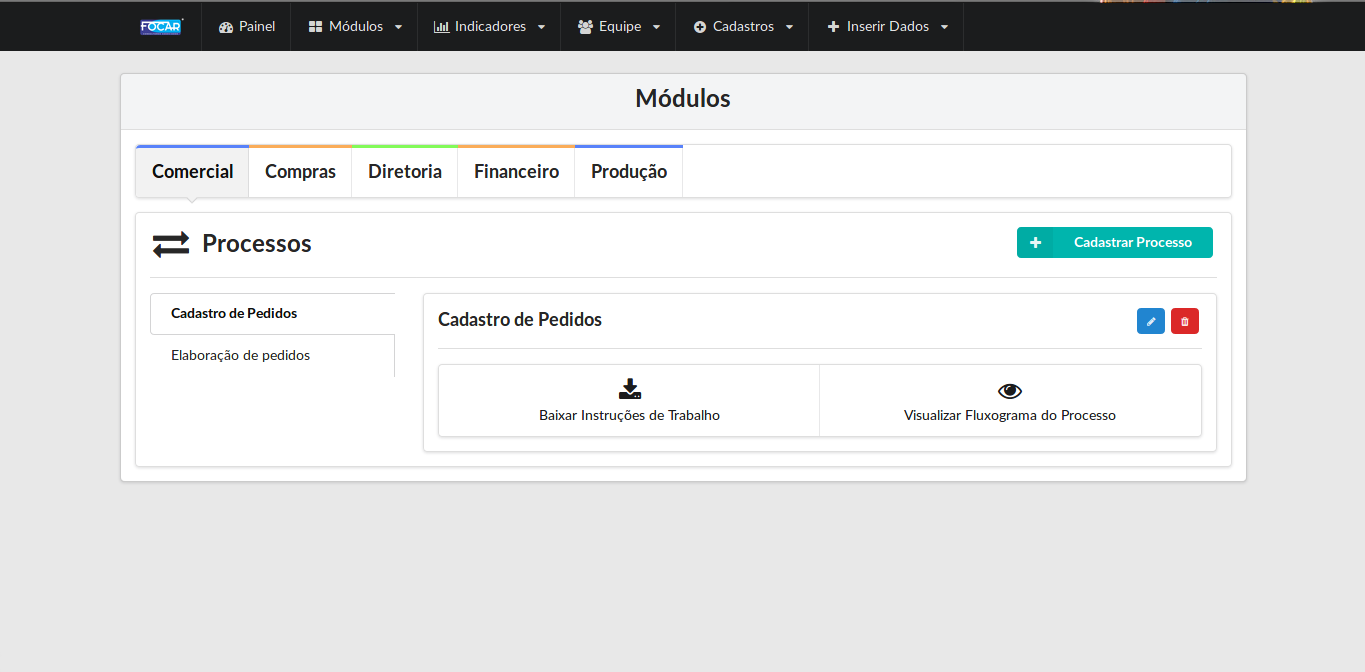 FOCAR
Painel
Módulos
Indicadores
Equipe
Cadastros
Inserir Dados
Módulos
Comercial
Compras
Diretoria
Financeiro
Produção
Processos
Cadastrar Processo
Cadastro de Pedidos
Elaboração de pedidos
Cadastro de Pedidos
Baixar Instruções de Trabalho
Visualizar Fluxograma do Processo